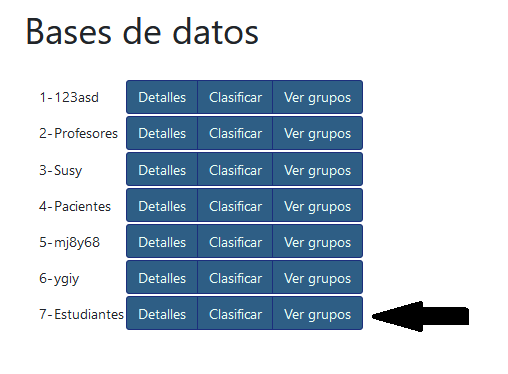 Bases de datos
1-123asd Detalles Clasificar Ver grupos
2-Profesores Detalles Clasificar Ver grupos
3-Susy Detalles Clasificar Ver grupos
4-Pacientes Detalles Clasificar Ver grupos
5-mj8y68 Detalles Clasificar Ver grupos
6-ygiy Detalles Clasificar Ver grupos
7-Estudiantes Detalles Clasificar Ver grupos